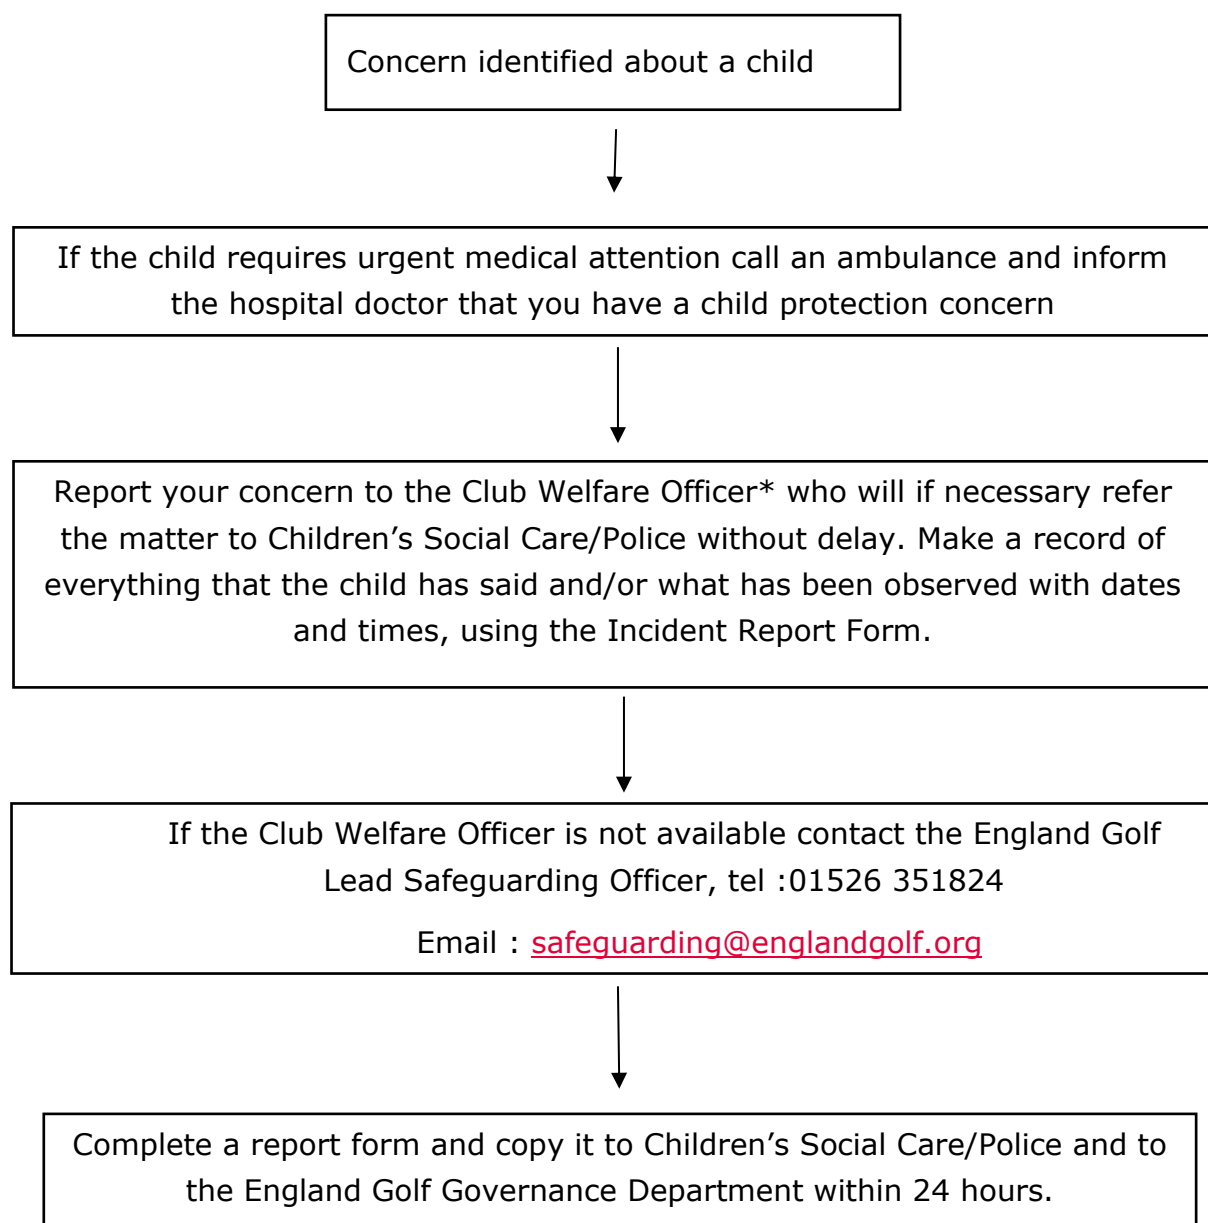 Concern identified about a child
If the child requires urgent medical attention call an ambulance and inform
the hospital doctor that you have a child protection concern
Report your concern to the Club Welfare Officer* who will if necessary refer
the matter to Children’s Social Care/Police without delay. Make a record of
everything that the child has said and/or what has been observed with dates
and times, using the Incident Report Form.
If the Club Welfare Officer is not available contact the England Golf
Lead Safeguarding Officer, tel :01526 351824
Email : safeguarding@englandgolf.org
Complete a report form and copy it to Children’s Social Care/Police and to
the England Golf Governance Department within 24 hours.